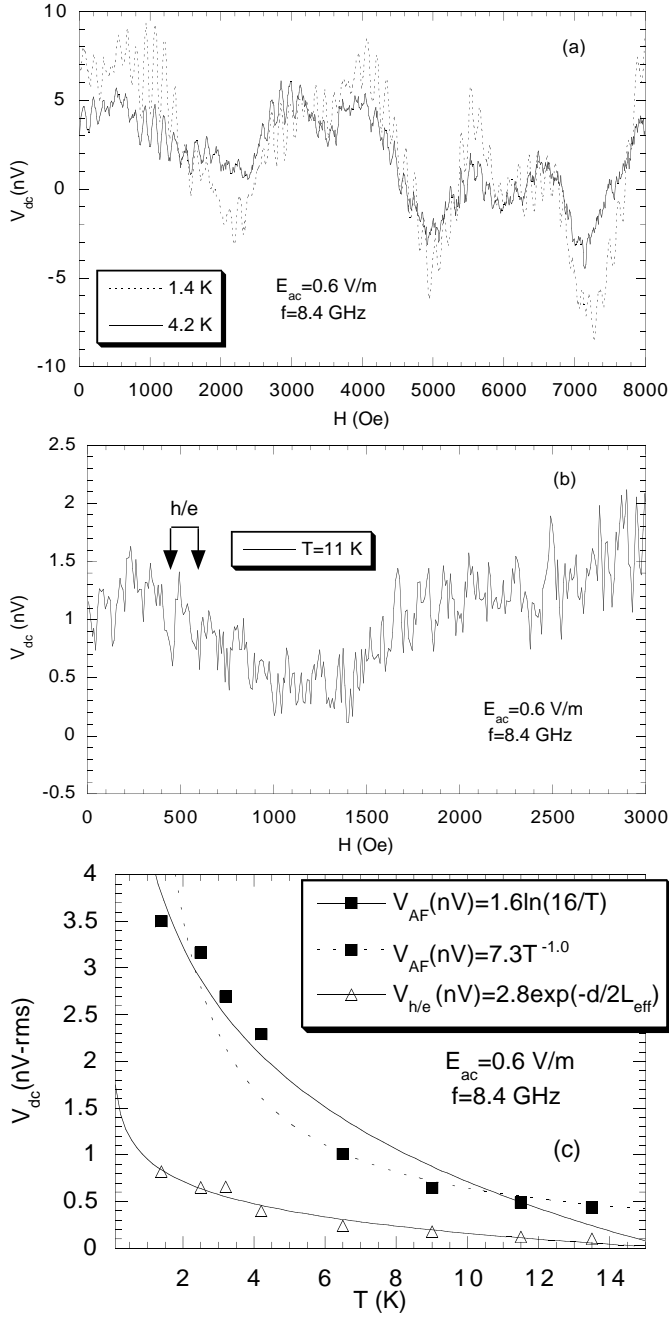 10
5
0
-5
-10
V_dc (nV)
(a)
1.4 K
4.2 K
E_ac=0.6 V/m
f=8.4 GHz
0 1000 2000 3000 4000 5000 6000 7000 8000
H (Oe)
2.5
2
1.5
1
0.5
0
-0.5
V_dc (nV)
(b)
h/e
T=11 K
E_ac=0.6 V/m
f=8.4 GHz
0 500 1000 1500 2000 2500 3000
H (Oe)
4
3.5
3
2.5
2
1.5
1
0.5
0
V_dc(nV-rms)
V_AF(nV)=1.6ln(16/T)
V_AF(nV)=7.3T^-1.0
V_h/e (nV)=2.8exp(-d/2L_eff)
E_ac=0.6 V/m
f=8.4 GHz
(c)
2 4 6 8 10 12 14
T (K)